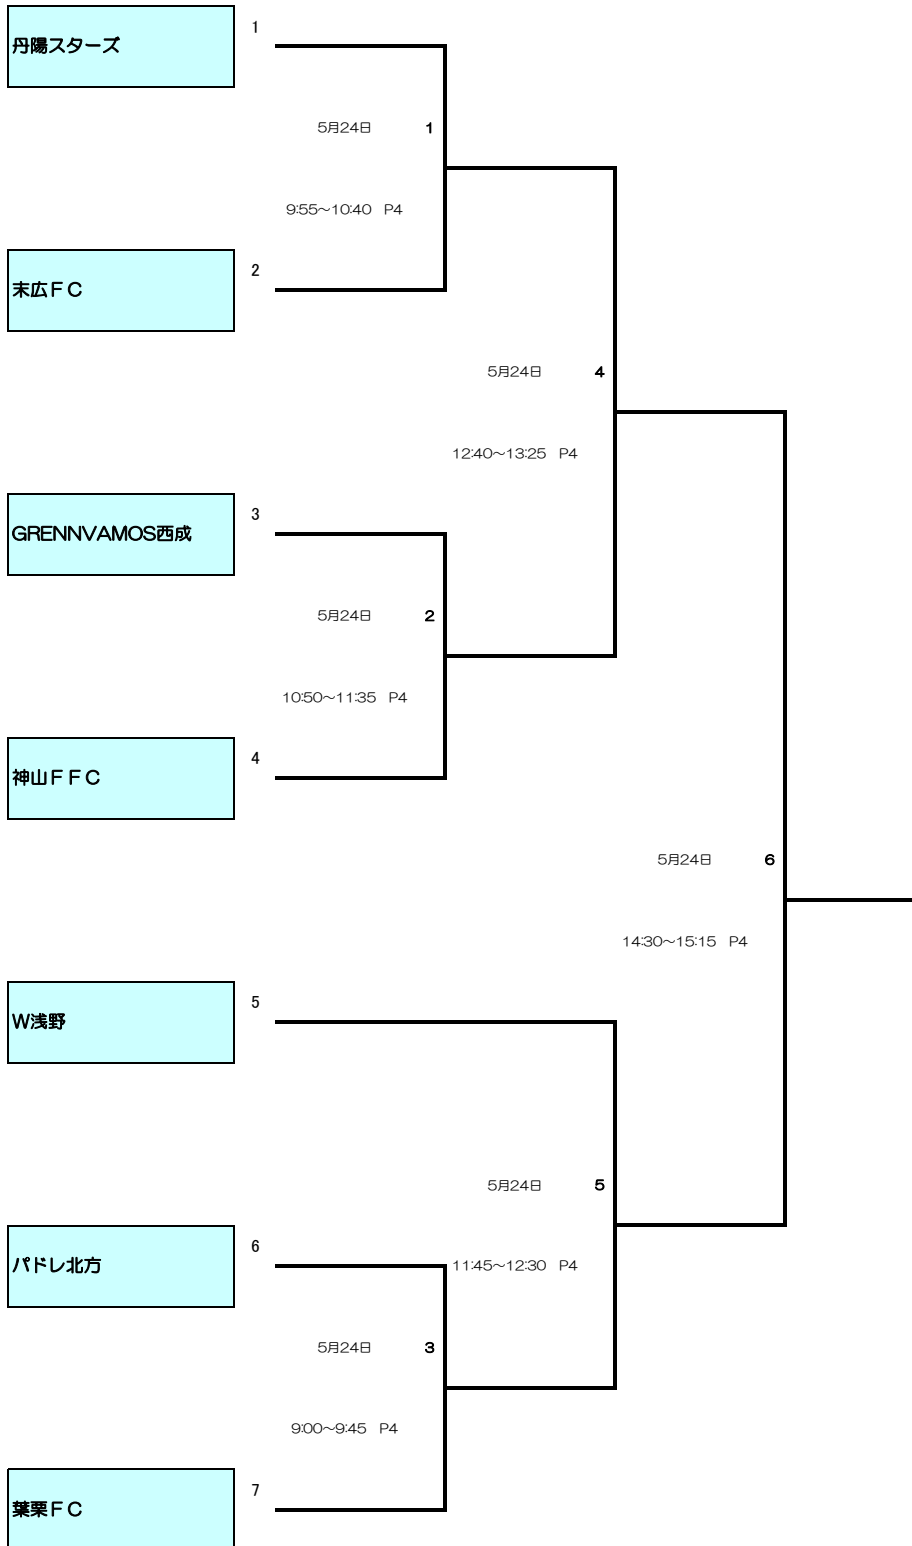 丹陽スターズ
1
5月24日 1
9:55～10:40 P4
末広ＦＣ
2
5月24日 4
12:40～13:25 P4
GRENNVAMOS西成
3
5月24日 2
10:50～11:35 P4
神山ＦＦＣ
4
5月24日 6
14:30～15:15 P4
W浅野
5
5月24日 5
パドレ北方
6
11:45～12:30 P4
5月24日 3
9:00～9:45 P4
葉栗ＦＣ
7